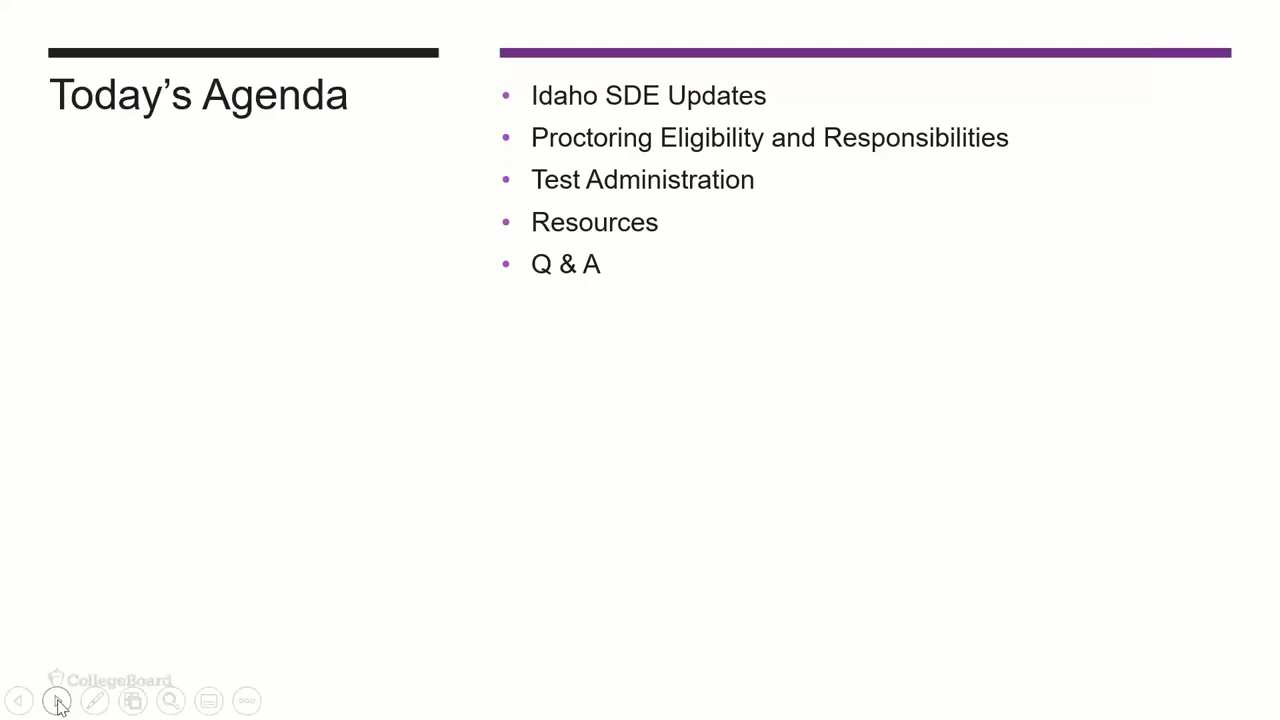 Today’s Agenda
• Idaho SDE Updates
• Proctoring Eligibility and Responsibilities
• Test Administration
• Resources
• Q & A
CollegeBoard